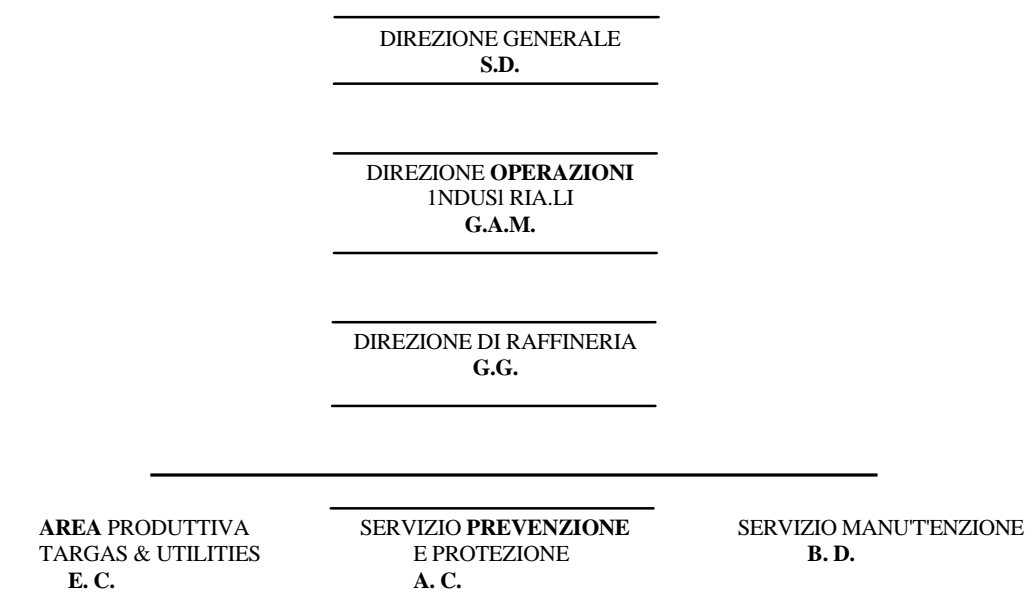 DIREZIONE GENERALE
S.D.
DIREZIONE OPERAZIONI
1NDUSl RIA.LI
G.A.M.
DIREZIONE DI RAFFINERIA
G.G.
AREA PRODUTTIVA
TARGAS & UTILITIES
E. C.
SERVIZIO PREVENZIONE
E PROTEZIONE
A. C.
SERVIZIO MANU'T'ENZIONE
B. D.